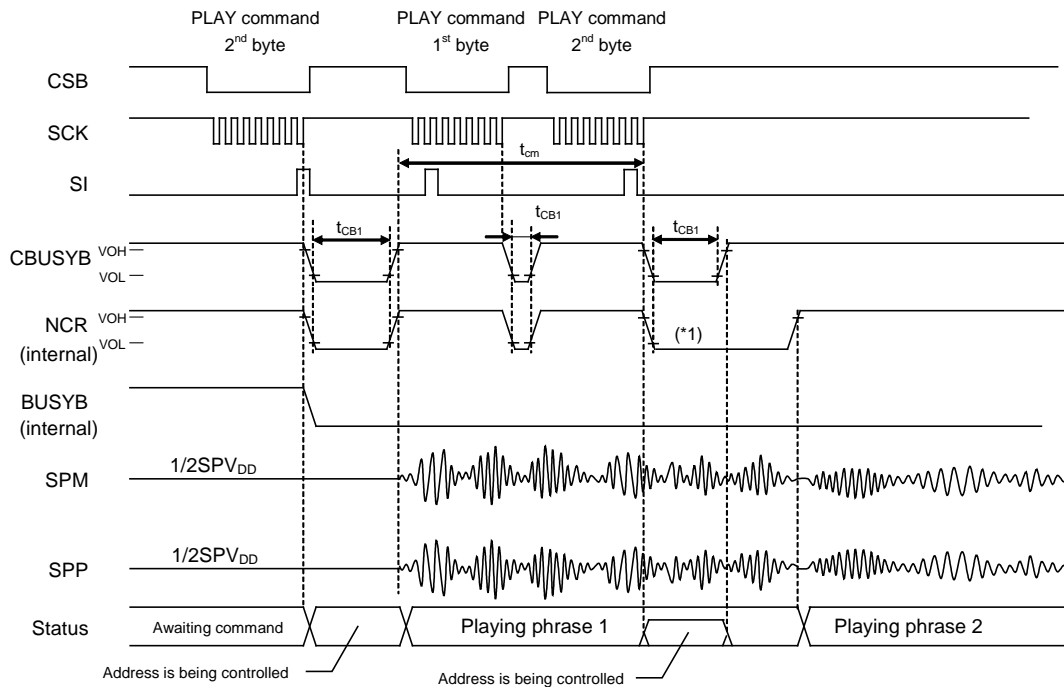 PLAY command
2nd byte
PLAY command
1st byte
PLAY command
2nd byte
CSB
SCK
tcm
SI
tCB1
tCB1
tCB1
CBUSYB
VOH
VOL
NCR
(internal)
VOH
VOL
(*1)
BUSYB
(internal)
SPM
1/2SPVDD
SPP
1/2SPVDD
Status
Awaiting command
Playing phrase 1
Playing phrase 2
Address is being controlled
Address is being controlled